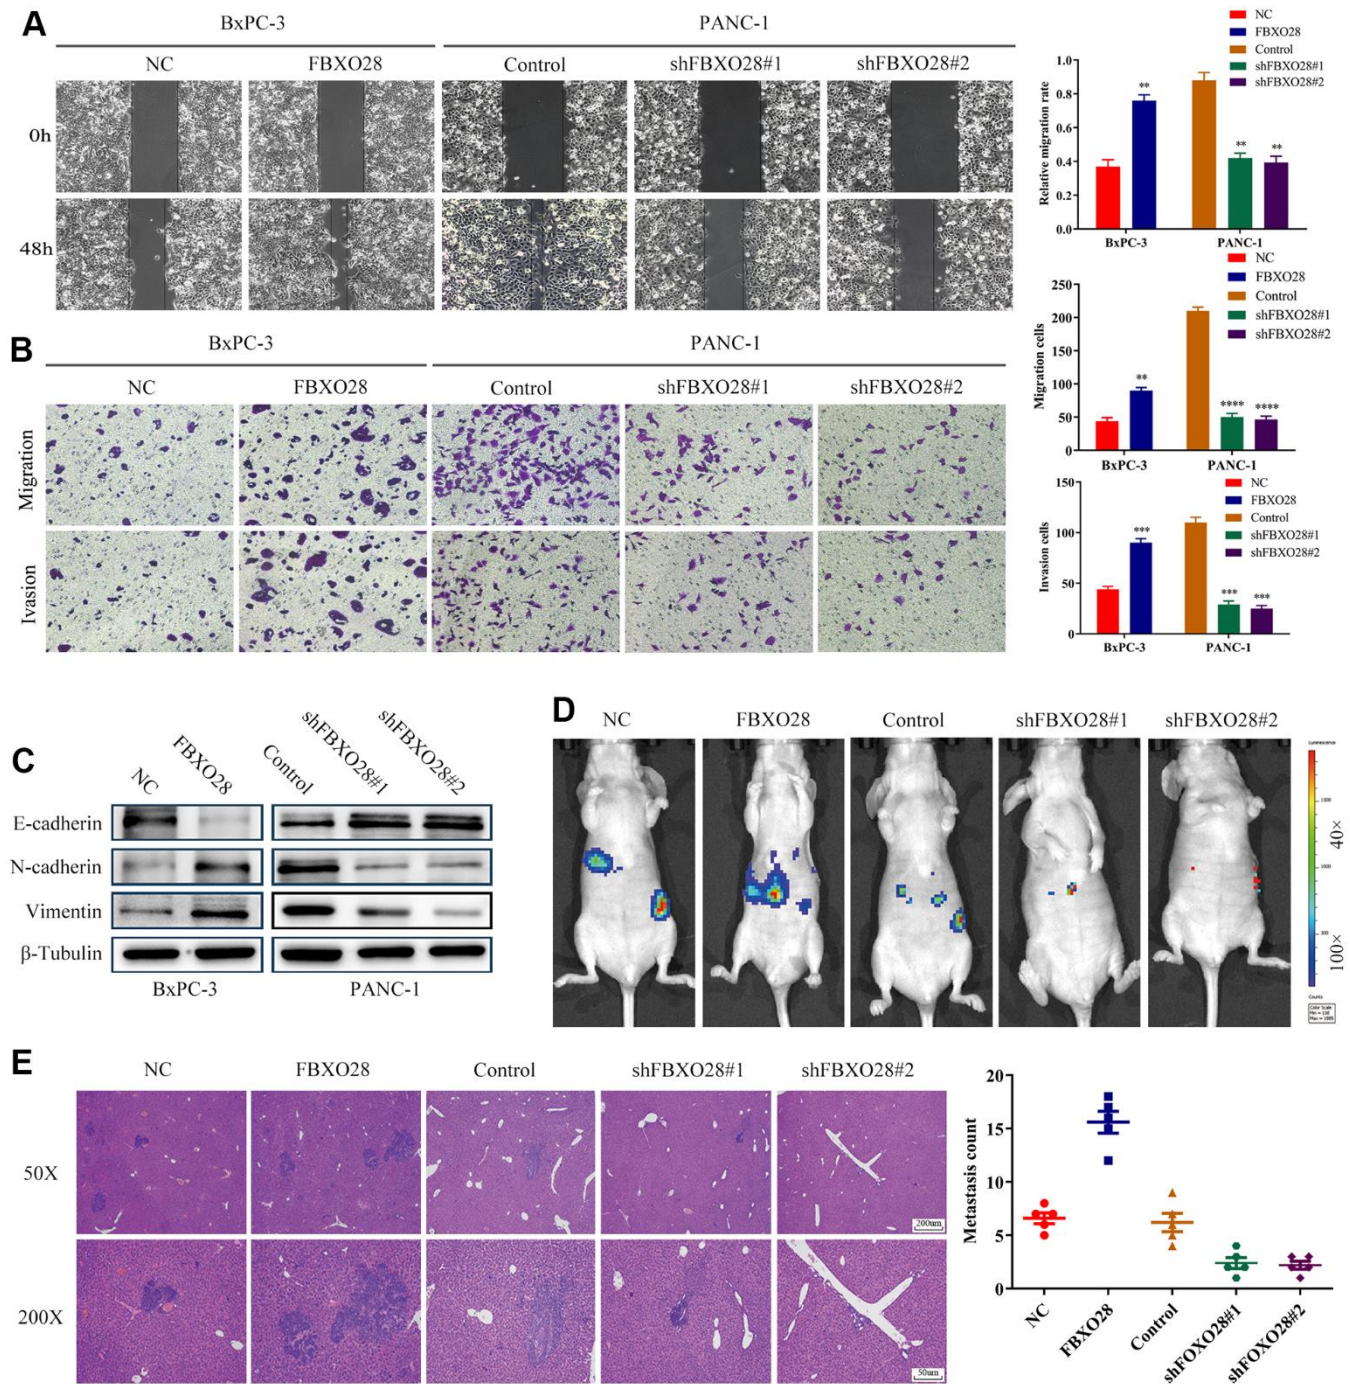 A
BxPC-3
PANC-1
NC
FBXO28
Control
shFBXO28#1
shFBXO28#2
0h
48h
NC
FBXO28
Control
shFBXO28#1
shFBXO28#2
Relative migration rate
1.0
0.8
0.6
0.4
0.2
0.0
**
**
**
BxPC-3
PANC-1
B
BxPC-3
PANC-1
NC
FBXO28
Control
shFBXO28#1
shFBXO28#2
Migration
Ivasion
NC
FBXO28
Control
shFBXO28#1
shFBXO28#2
Migration cells
250
200
150
100
50
0
**
****
****
BxPC-3
PANC-1
NC
FBXO28
Control
shFBXO28#1
shFBXO28#2
Invasion cells
150
100
50
0
***
***
***
BxPC-3
PANC-1
C
NC
FBXO28
Control
shFBXO28#1
shFBXO28#2
E-cadherin
N-cadherin
Vimentin
β-Tubulin
BxPC-3
PANC-1
D
NC
FBXO28
Control
shFBXO28#1
shFOXO28#2
Luminescence
40×
100×
Counts
Color Scale
E
NC
FBXO28
Control
shFBXO28#1
shFBXO28#2
50X
200X
200um
50um
Metastasis count
20
15
10
5
0
NC
FBXO28
Control
shFOXO28#1
shFOXO28#2